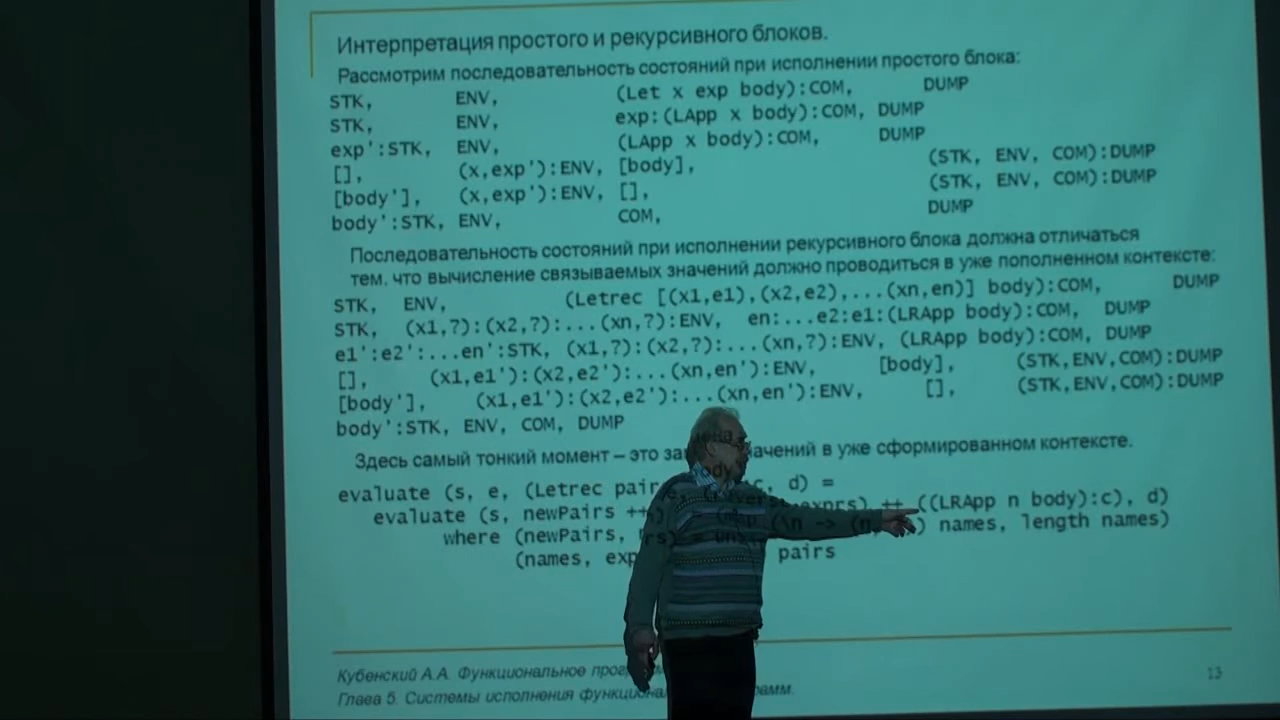 Интерпретация простого и рекурсивного блоков.
Рассмотрим последовательность состояний при исполнении простого блока:
STK, ENV, (Let x exp body):COM, DUMP
STK, ENV, exp:(LApp x body):COM, DUMP
exp':STK, ENV, (LApp x body):COM, DUMP
[], (x,exp'):ENV, [body], (STK, ENV, COM):DUMP
[body'], (x,exp'):ENV, [], (STK, ENV, COM):DUMP
body':STK, ENV, COM, DUMP
Последовательность состояний при исполнении рекурсивного блока должна отличаться
тем, что вычисление связываемых значений должно проводиться в уже пополненном контексте:
STK, ENV, (Letrec [(x1,e1),(x2,e2),...(xn,en)] body):COM, DUMP
STK, (x1,?):(x2,?):...(xn,?):ENV, en:...e2:e1:(LRApp body):COM, DUMP
e1':e2':...en':STK, (x1,?):(x2,?):...(xn,?):ENV, (LRApp body):COM, DUMP
[], (x1,e1'):(x2,e2'):...(xn,en'):ENV, [body], (STK,ENV,COM):DUMP
[body'], (x1,e1'):(x2,e2'):...(xn,en'):ENV, [], (STK,ENV,COM):DUMP
body':STK, ENV, COM, DUMP
Здесь самый тонкий момент – это замена значений в уже сформированном контексте.
evaluate (s, e, (Letrec c, d) =
evaluate (s, newPairs ++ ++ ((LRApp n body):c), d)
where (newPairs, names, length names)
(names, pairs
Кубенский А.А. Функциональное
Глава 5. Системы исполнения
13